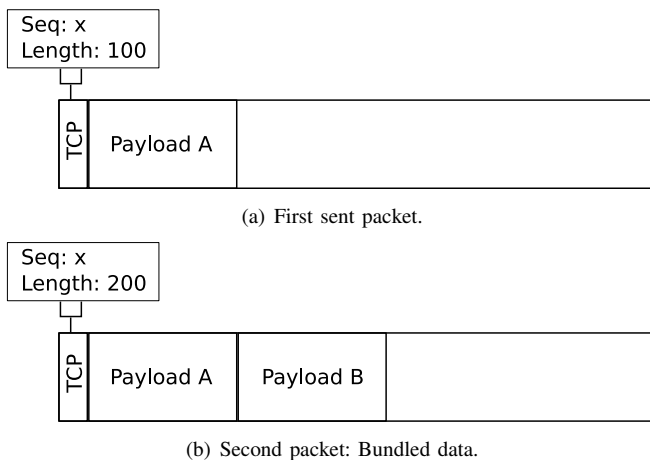 Seq: x
Length: 100
TCP
Payload A
(a) First sent packet.
Seq: x
Length: 200
TCP
Payload A
Payload B
(b) Second packet: Bundled data.